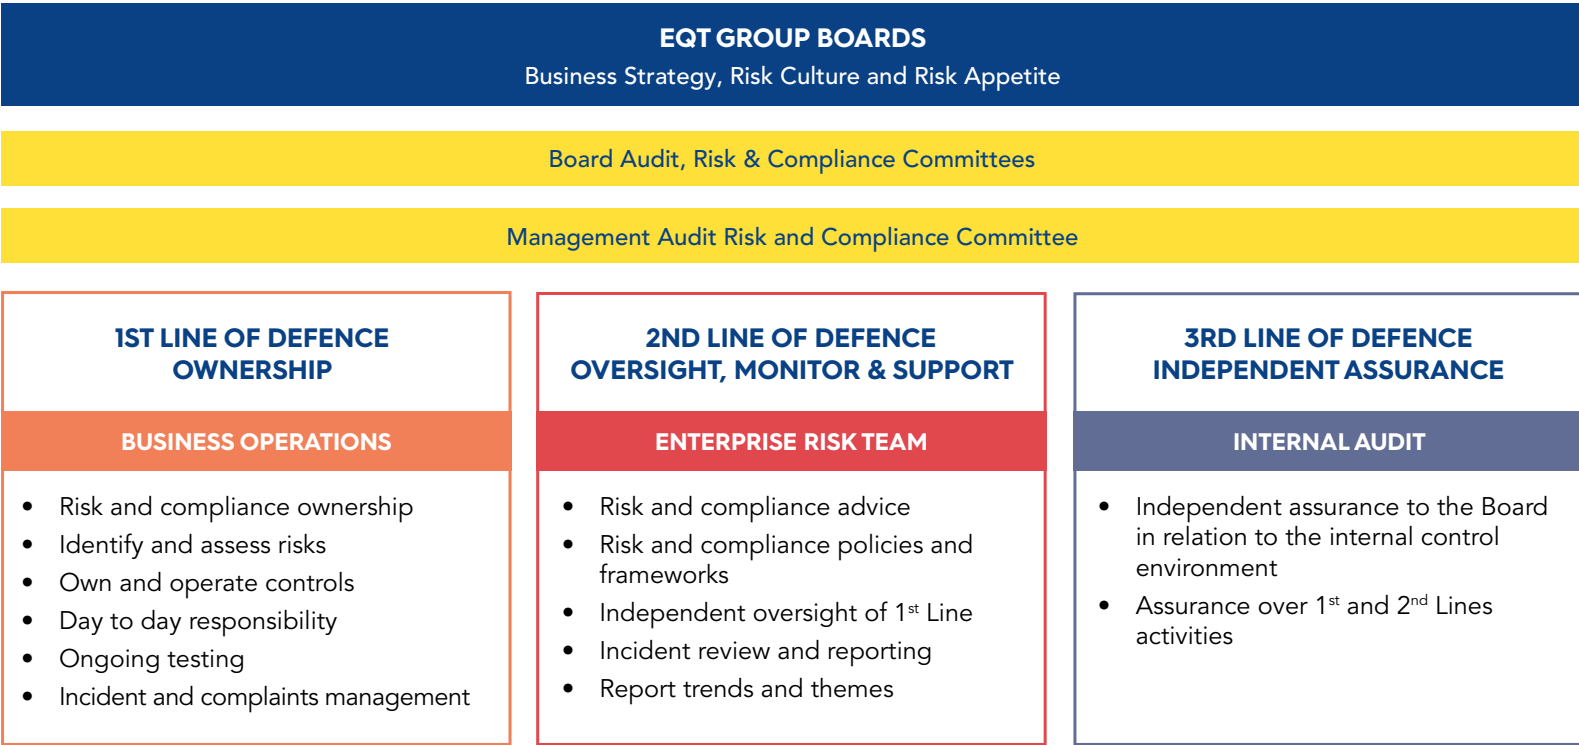 EQT GROUP BOARDS
Business Strategy, Risk Culture and Risk Appetite
Board Audit, Risk & Compliance Committees
Management Audit Risk and Compliance Committee
1ST LINE OF DEFENCE
OWNERSHIP
BUSINESS OPERATIONS
• Risk and compliance ownership
• Identify and assess risks
• Own and operate controls
• Day to day responsibility
• Ongoing testing
• Incident and complaints management
2ND LINE OF DEFENCE
OVERSIGHT, MONITOR & SUPPORT
ENTERPRISE RISK TEAM
• Risk and compliance advice
• Risk and compliance policies and
frameworks
• Independent oversight of 1st Line
• Incident review and reporting
• Report trends and themes
3RD LINE OF DEFENCE
INDEPENDENT ASSURANCE
INTERNAL AUDIT
• Independent assurance to the Board
in relation to the internal control
environment
• Assurance over 1st and 2nd Lines
activities